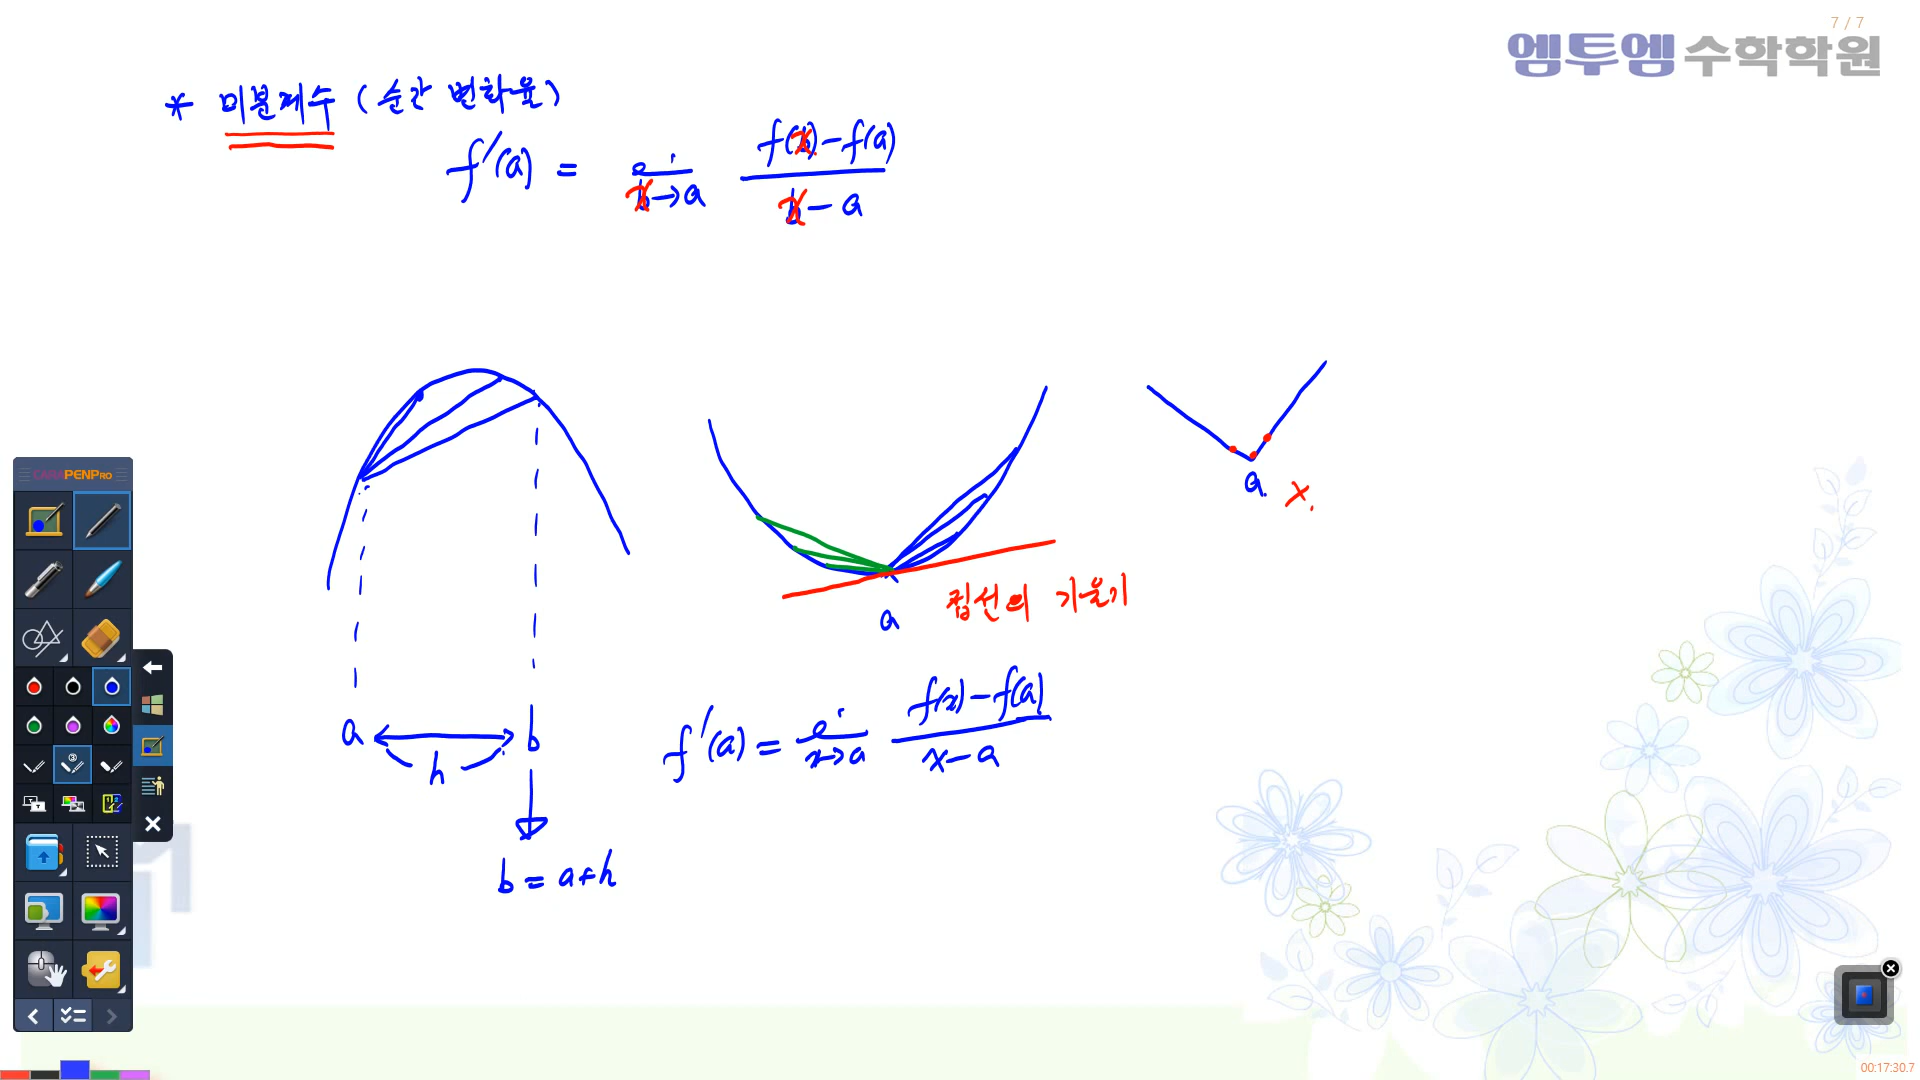 7 / 7
엠투엠 수학학원
* 미분계수 (순간 변화율)
f'(a) = lim x→a f(x)-f(a) / x-a
a
x.
접선의 기울기
a
CAMPENPRO
a ↔ b
h
f'(a) = lim x→a f(x)-f(a) / x-a
b = a+h
00:17:30.7